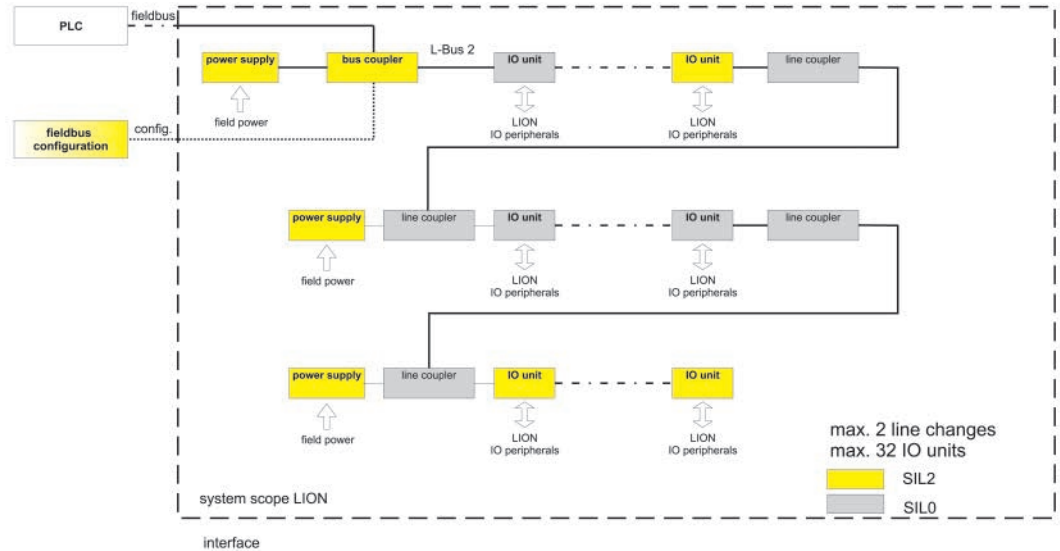 PLC
fieldbus
power supply
bus coupler
L-Bus 2
IO unit
IO unit
line coupler
field power
LION
IO peripherals
LION
IO peripherals
config.
fieldbus
configuration
power supply
line coupler
IO unit
IO unit
line coupler
field power
LION
IO peripherals
LION
IO peripherals
power supply
line coupler
IO unit
IO unit
field power
LION
IO peripherals
LION
IO peripherals
max. 2 line changes
max. 32 IO units
SIL2
SIL0
system scope LION
interface